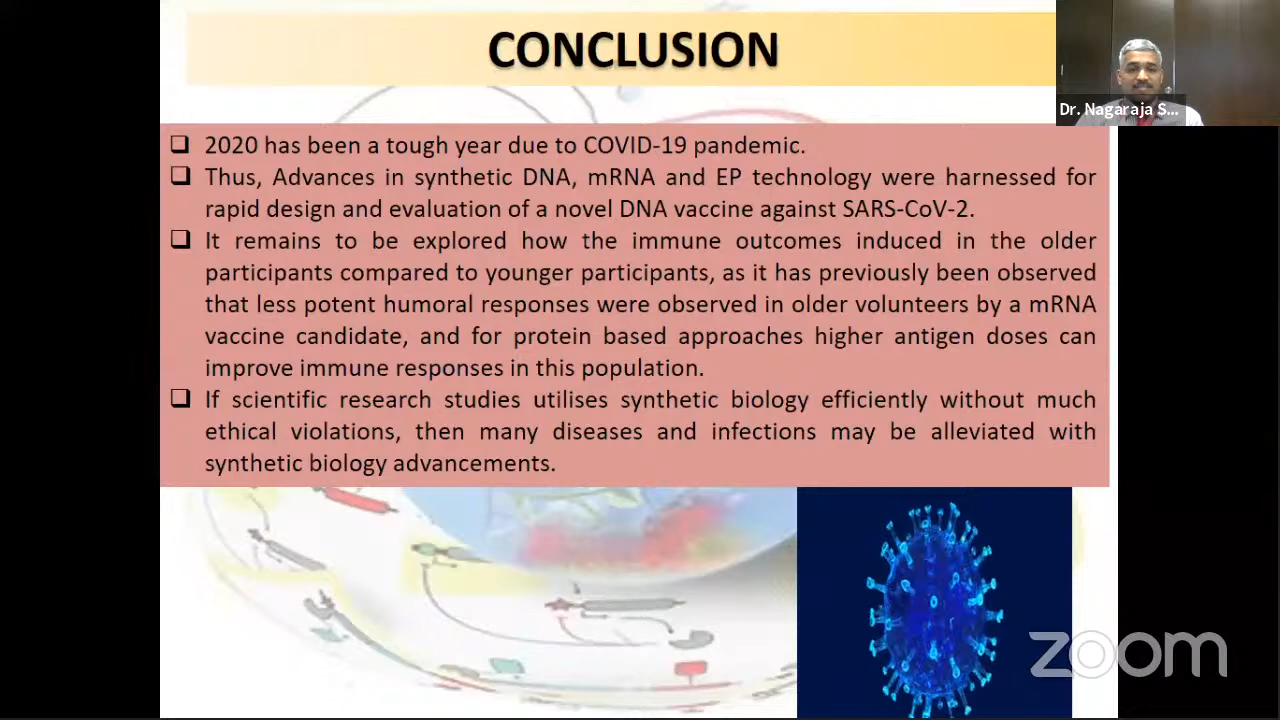 CONCLUSION
Dr. Nagaraja S...
❑ 2020 has been a tough year due to COVID-19 pandemic.
❑ Thus, Advances in synthetic DNA, mRNA and EP technology were harnessed for
rapid design and evaluation of a novel DNA vaccine against SARS-CoV-2.
❑ It remains to be explored how the immune outcomes induced in the older
participants compared to younger participants, as it has previously been observed
that less potent humoral responses were observed in older volunteers by a mRNA
vaccine candidate, and for protein based approaches higher antigen doses can
improve immune responses in this population.
❑ If scientific research studies utilises synthetic biology efficiently without much
ethical violations, then many diseases and infections may be alleviated with
synthetic biology advancements.
zoom